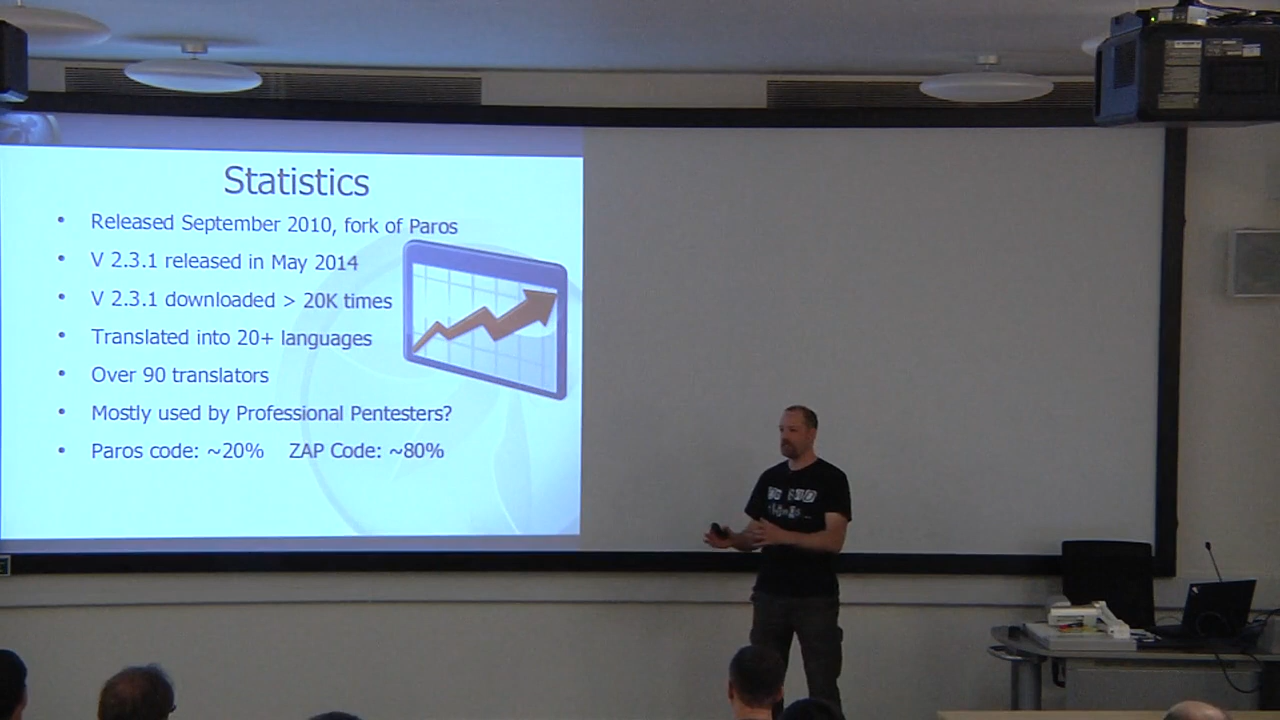 Statistics
• Released September 2010, fork of Paros
• V 2.3.1 released in May 2014
• V 2.3.1 downloaded > 20K times
• Translated into 20+ languages
• Over 90 translators
• Mostly used by Professional Pentesters?
• Paros code: ~20% ZAP Code: ~80%